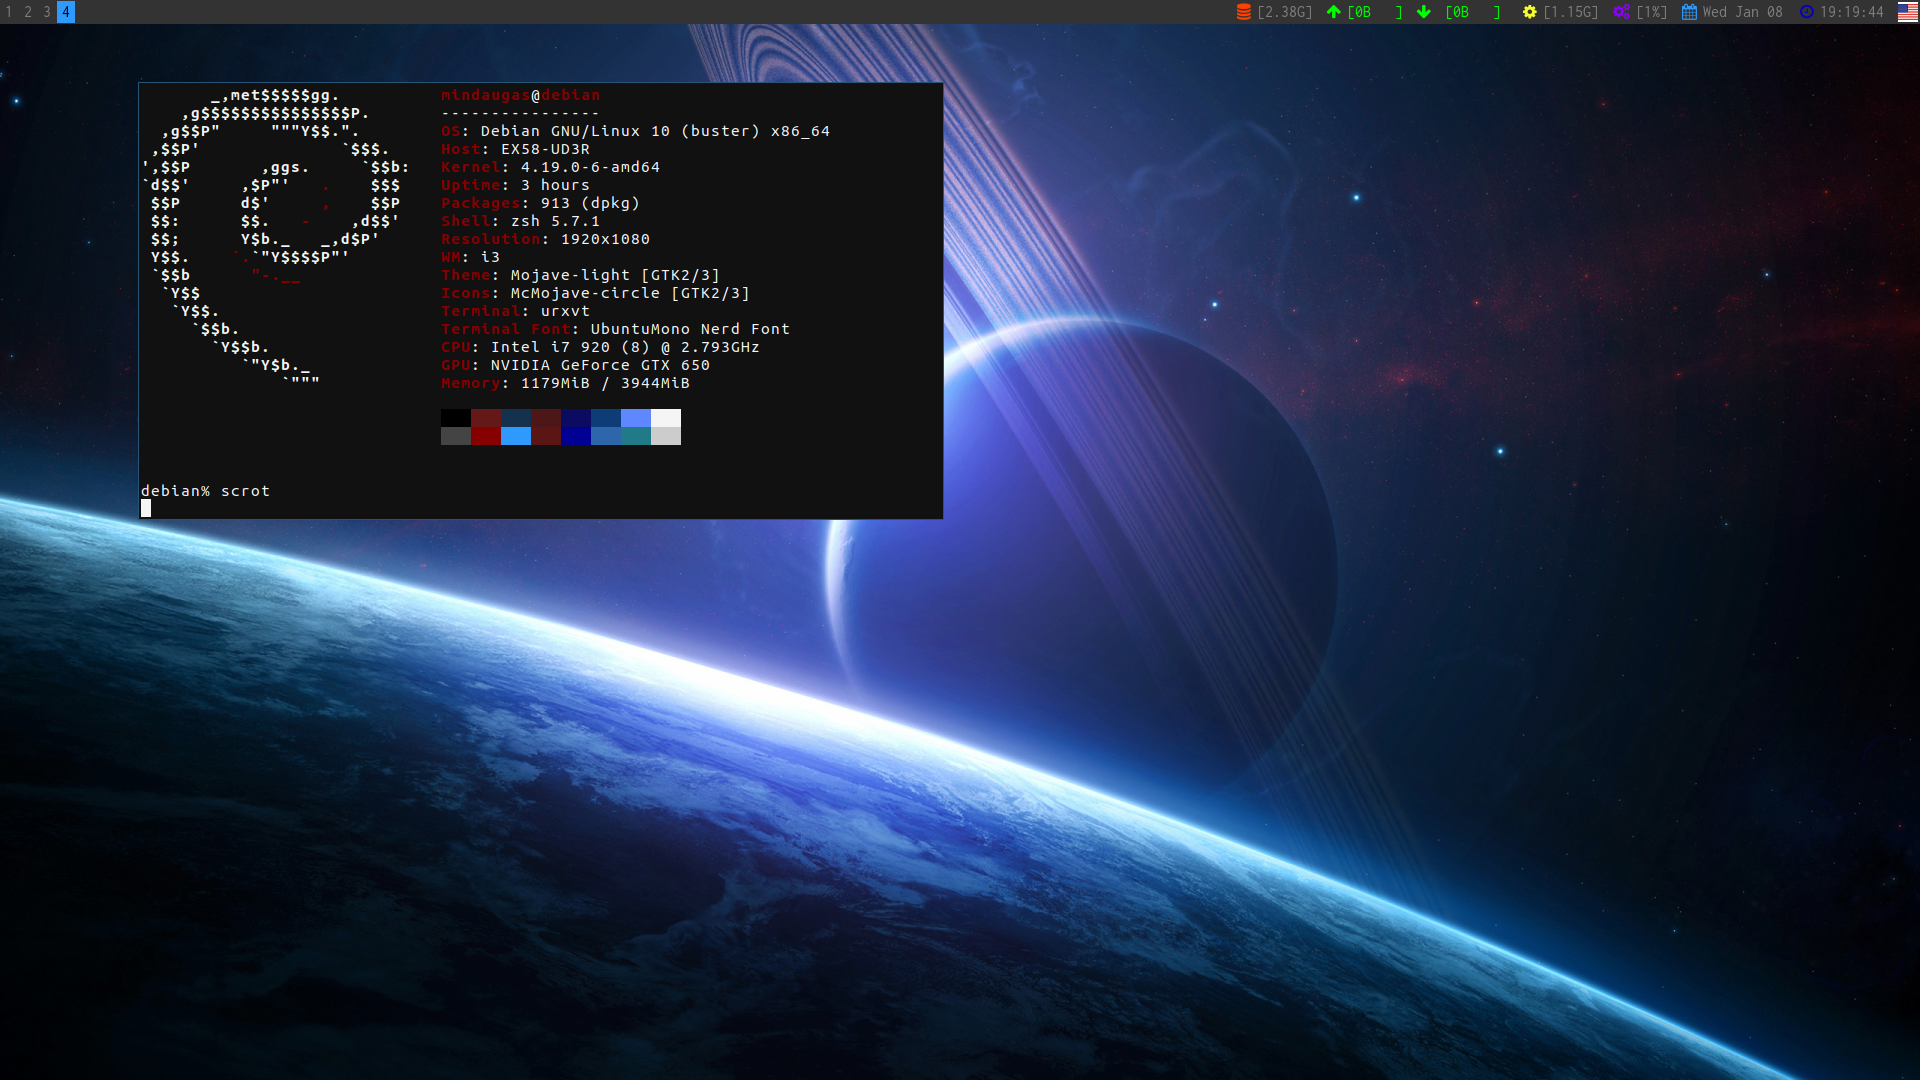 1 2 3 4 [2.38G] [0B ] [0B ] [1.15G] [1%] Wed Jan 08 19:19:44
_,met$$$$$gg. mindaugas@debian
,g$$$$$$$$$$$$$$$P. ----------------
,g$$P" """Y$$.". OS: Debian GNU/Linux 10 (buster) x86_64
,$$P' `$$$. Host: EX58-UD3R
',$$P ,ggs. `$$b: Kernel: 4.19.0-6-amd64
`d$$' ,$P"' . $$$ Uptime: 3 hours
$$P d$' , $$P Packages: 913 (dpkg)
$$: $$. - ,d$$' Shell: zsh 5.7.1
$$; Y$b._ _,d$P' Resolution: 1920x1080
Y$$. `.`"Y$$$$P"' WM: i3
`$$b "-.__ Theme: Mojave-light [GTK2/3]
`Y$$ Icons: McMojave-circle [GTK2/3]
`Y$$. Terminal: urxvt
`$$b. Terminal Font: UbuntuMono Nerd Font
`Y$$b. CPU: Intel i7 920 (8) @ 2.793GHz
`"Y$b._ GPU: NVIDIA GeForce GTX 650
`""" Memory: 1179MiB / 3944MiB
debian% scrot